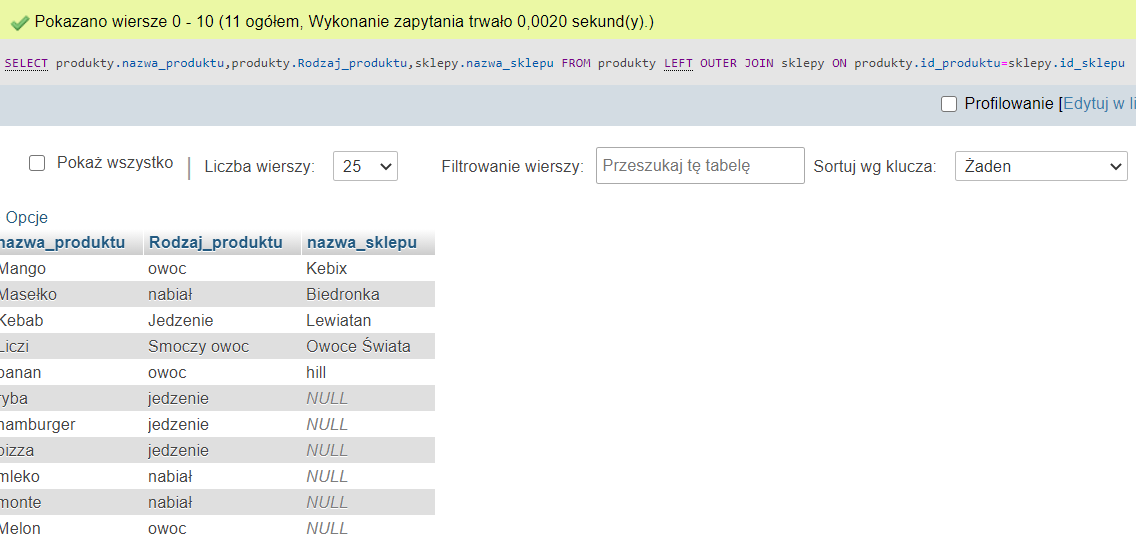 Pokazano wiersze 0 - 10 (11 ogółem, Wykonanie zapytania trwało 0,0020 sekund(y).)
SELECT produkty.nazwa_produktu,produkty.Rodzaj_produktu,sklepy.nazwa_sklepu FROM produkty LEFT OUTER JOIN sklepy ON produkty.id_produktu=sklepy.id_sklepu
Profilowanie [Edytuj w li
Pokaż wszystko | Liczba wierszy: 25 Filtrowanie wierszy: Przeszukaj tę tabelę Sortuj wg klucza: Żaden
Opcje
nazwa_produktu Rodzaj_produktu nazwa_sklepu
Mango owoc Kebix
Masełko nabiał Biedronka
Kebab Jedzenie Lewiatan
Liczi Smoczy owoc Owoce Świata
banan owoc hill
ryba jedzenie NULL
hamburger jedzenie NULL
pizza jedzenie NULL
mleko nabiał NULL
monte nabiał NULL
Melon owoc NULL